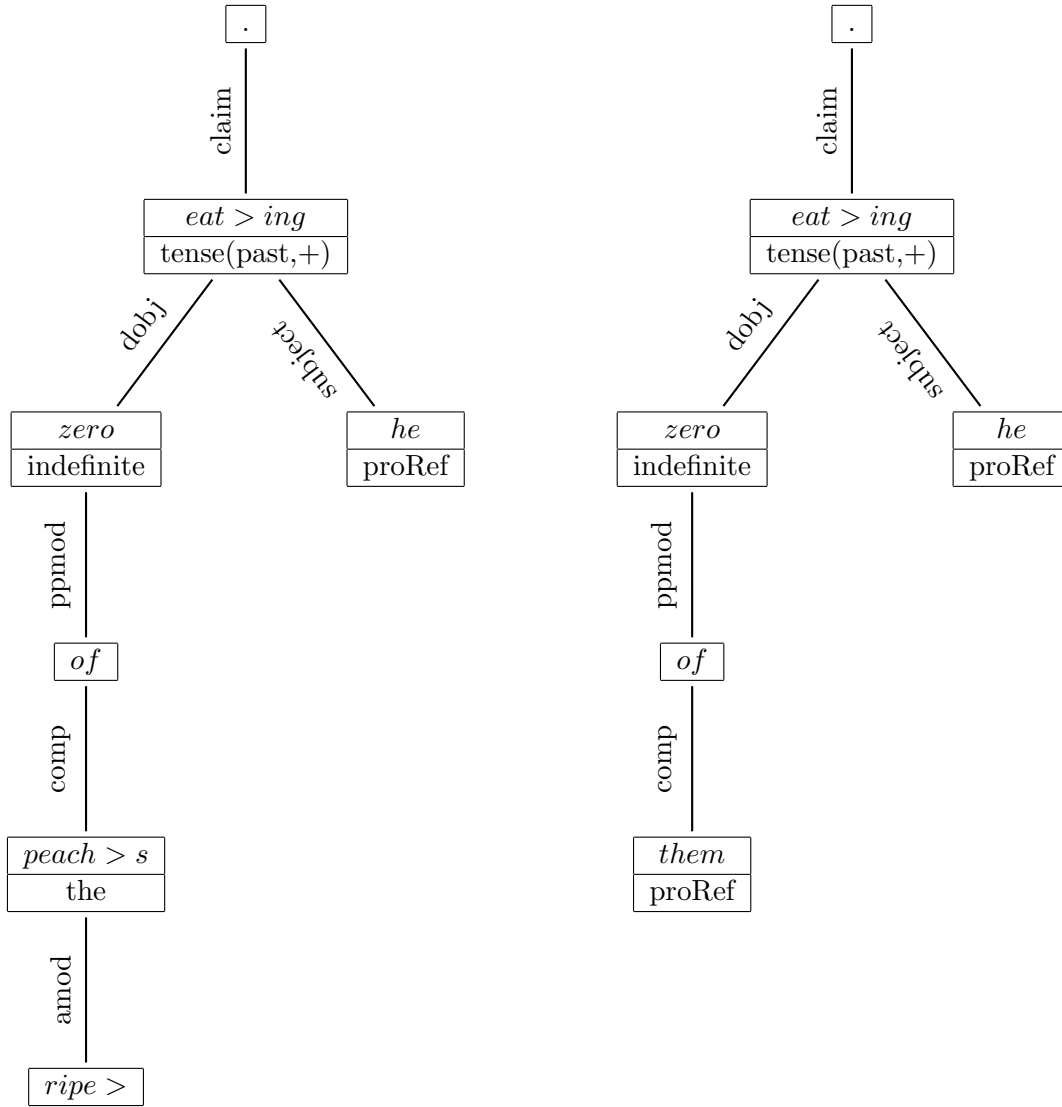 .
claim
eat > ing
tense(past,+)
dobj
subject
zero
indefinite
he
proRef
ppmod
of
comp
peach > s
the
amod
ripe >
.
claim
eat > ing
tense(past,+)
dobj
subject
zero
indefinite
he
proRef
ppmod
of
comp
them
proRef